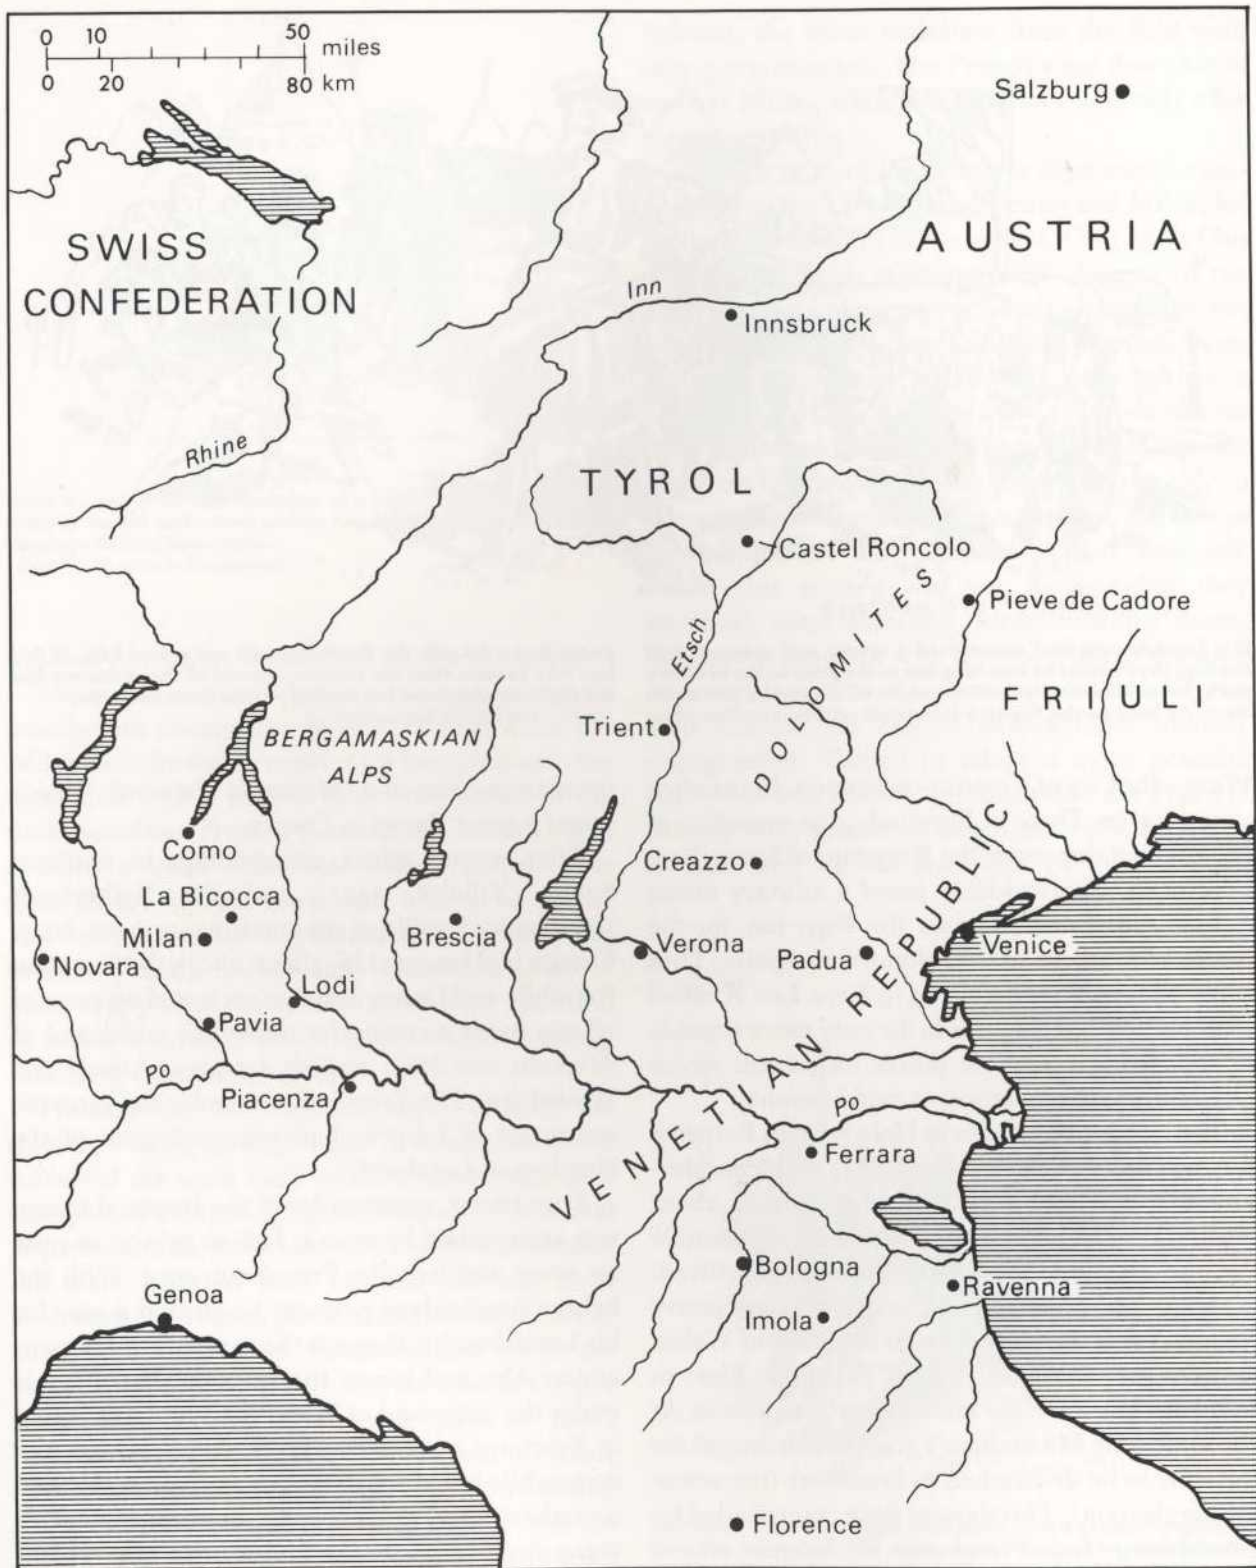 0 10 50 miles
0 20 80 km
Salzburg
SWISS
CONFEDERATION
AUSTRIA
Inn
Innsbruck
Rhine
TYROL
Castel Roncolo
Pieve de Cadore
Etsch
DOLOMITES
FRIULI
Trient
BERGAMASKIAN
ALPS
Como
Creazzo
La Bicocca
Milan
Brescia
Verona
Padua
Venice
Novara
Lodi
Pavia
VENETIAN REPUBLIC
Po
Piacenza
Po
Ferrara
Bologna
Ravenna
Genoa
Imola
Florence